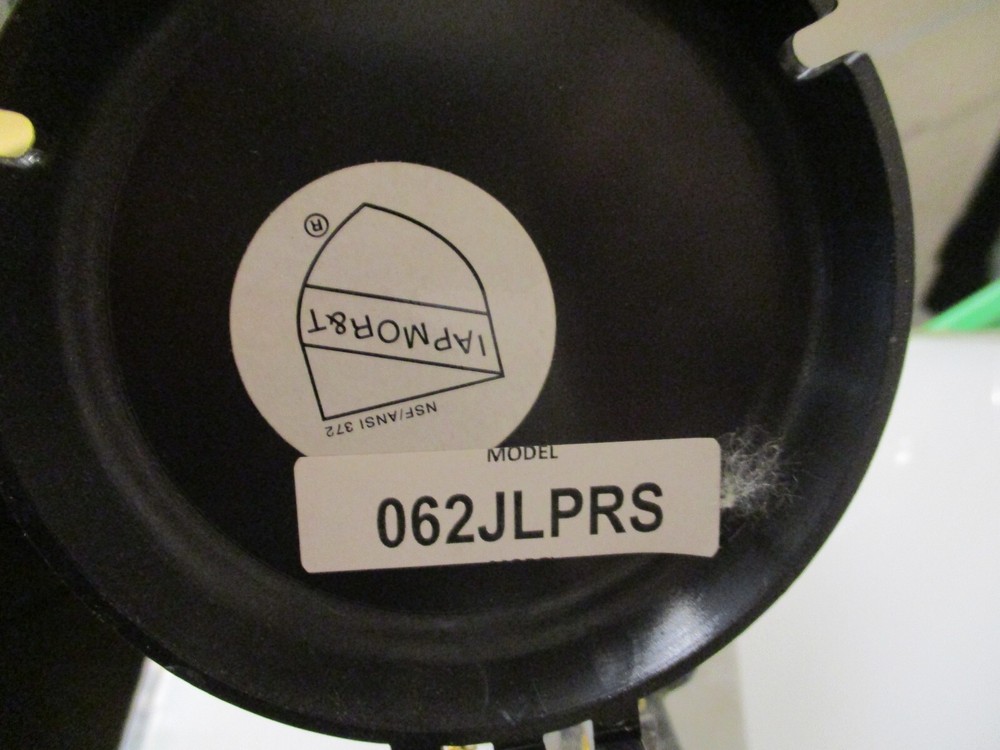 ®
IAPMOR&T
NSF/ANSI 372
MODEL
062JLPRS